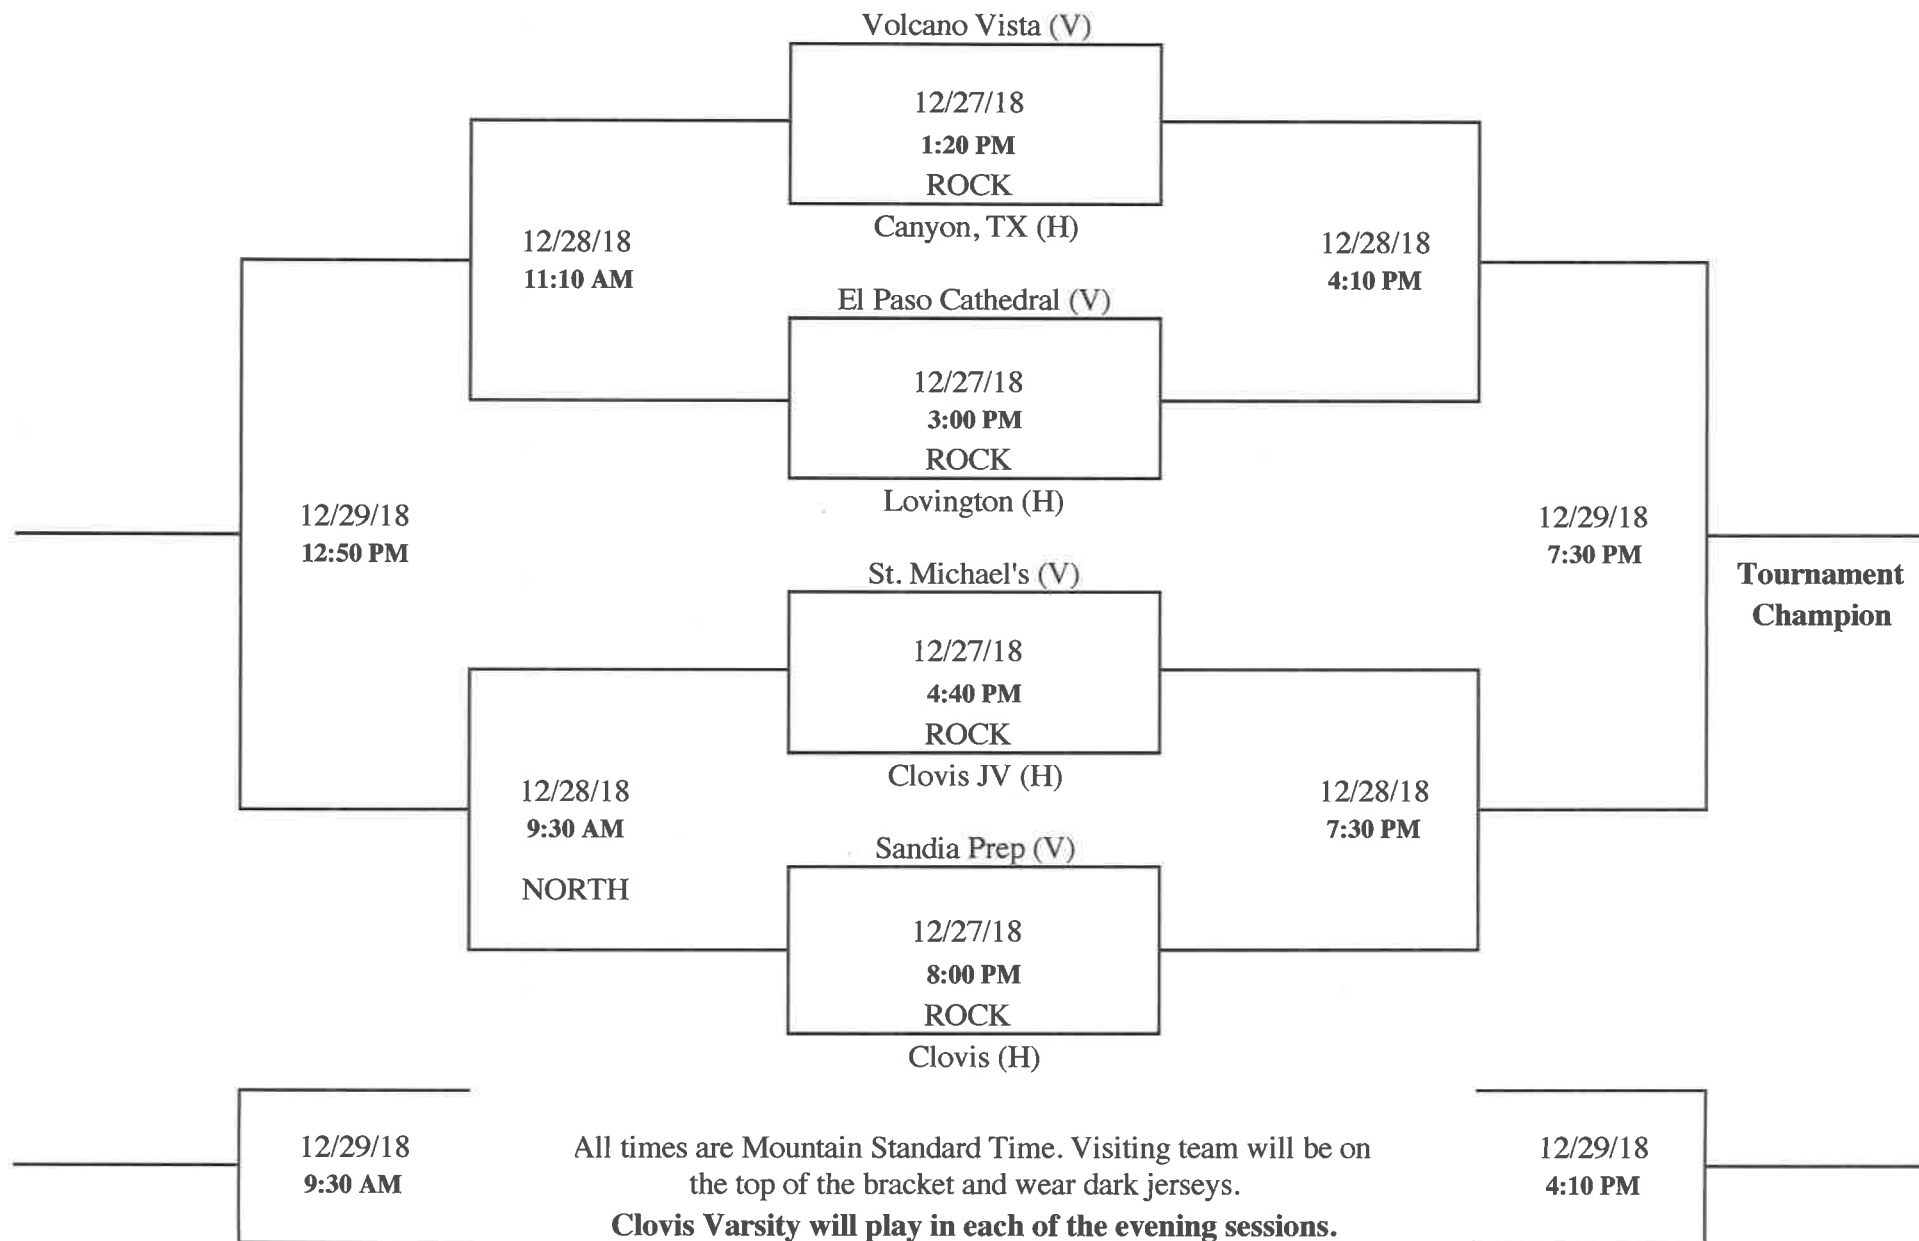 Volcano Vista (V)
12/27/18
1:20 PM
ROCK
Canyon, TX (H)
12/28/18
11:10 AM
12/28/18
4:10 PM
El Paso Cathedral (V)
12/27/18
3:00 PM
ROCK
Lovington (H)
12/29/18
12:50 PM
12/29/18
7:30 PM
Tournament
Champion
St. Michael's (V)
12/27/18
4:40 PM
ROCK
Clovis JV (H)
12/28/18
9:30 AM
NORTH
12/28/18
7:30 PM
Sandia Prep (V)
12/27/18
8:00 PM
ROCK
Clovis (H)
12/29/18
9:30 AM
All times are Mountain Standard Time. Visiting team will be on
the top of the bracket and wear dark jerseys.
Clovis Varsity will play in each of the evening sessions.
12/29/18
4:10 PM